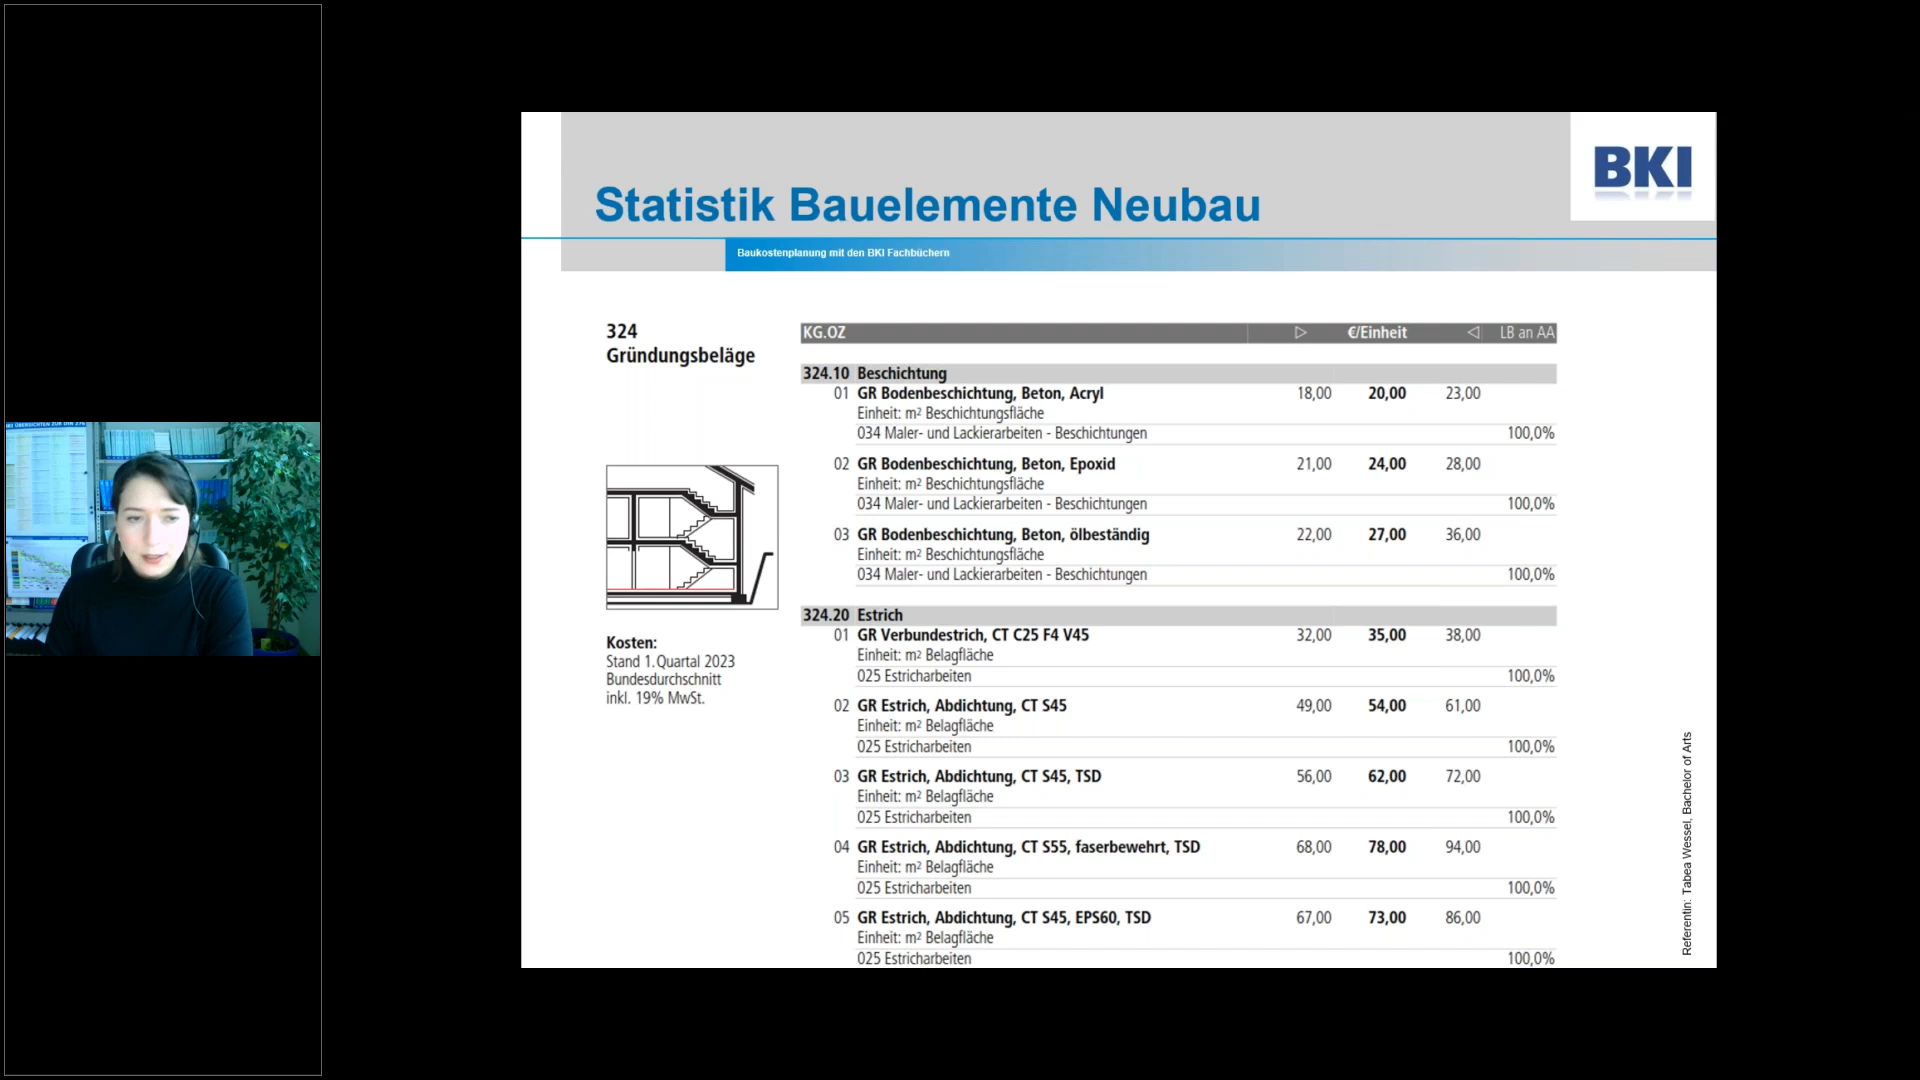 BKI
Statistik Bauelemente Neubau
Baukostenplanung mit den BKI Fachbüchern
324
Gründungsbeläge
KG.OZ ▷ €/Einheit ◁ LB an AA
324.10 Beschichtung
01 GR Bodenbeschichtung, Beton, Acryl 18,00 20,00 23,00
Einheit: m² Beschichtungsfläche
034 Maler- und Lackierarbeiten - Beschichtungen 100,0%
02 GR Bodenbeschichtung, Beton, Epoxid 21,00 24,00 28,00
Einheit: m² Beschichtungsfläche
034 Maler- und Lackierarbeiten - Beschichtungen 100,0%
03 GR Bodenbeschichtung, Beton, ölbeständig 22,00 27,00 36,00
Einheit: m² Beschichtungsfläche
034 Maler- und Lackierarbeiten - Beschichtungen 100,0%
324.20 Estrich
01 GR Verbundestrich, CT C25 F4 V45 32,00 35,00 38,00
Einheit: m² Belagfläche
025 Estricharbeiten 100,0%
02 GR Estrich, Abdichtung, CT S45 49,00 54,00 61,00
Einheit: m² Belagfläche
025 Estricharbeiten 100,0%
03 GR Estrich, Abdichtung, CT S45, TSD 56,00 62,00 72,00
Einheit: m² Belagfläche
025 Estricharbeiten 100,0%
04 GR Estrich, Abdichtung, CT S55, faserbewehrt, TSD 68,00 78,00 94,00
Einheit: m² Belagfläche
025 Estricharbeiten 100,0%
05 GR Estrich, Abdichtung, CT S45, EPS60, TSD 67,00 73,00 86,00
Einheit: m² Belagfläche
025 Estricharbeiten 100,0%
Kosten:
Stand 1.Quartal 2023
Bundesdurchschnitt
inkl. 19% MwSt.
Referentin: Tabea Wessel, Bachelor of Arts